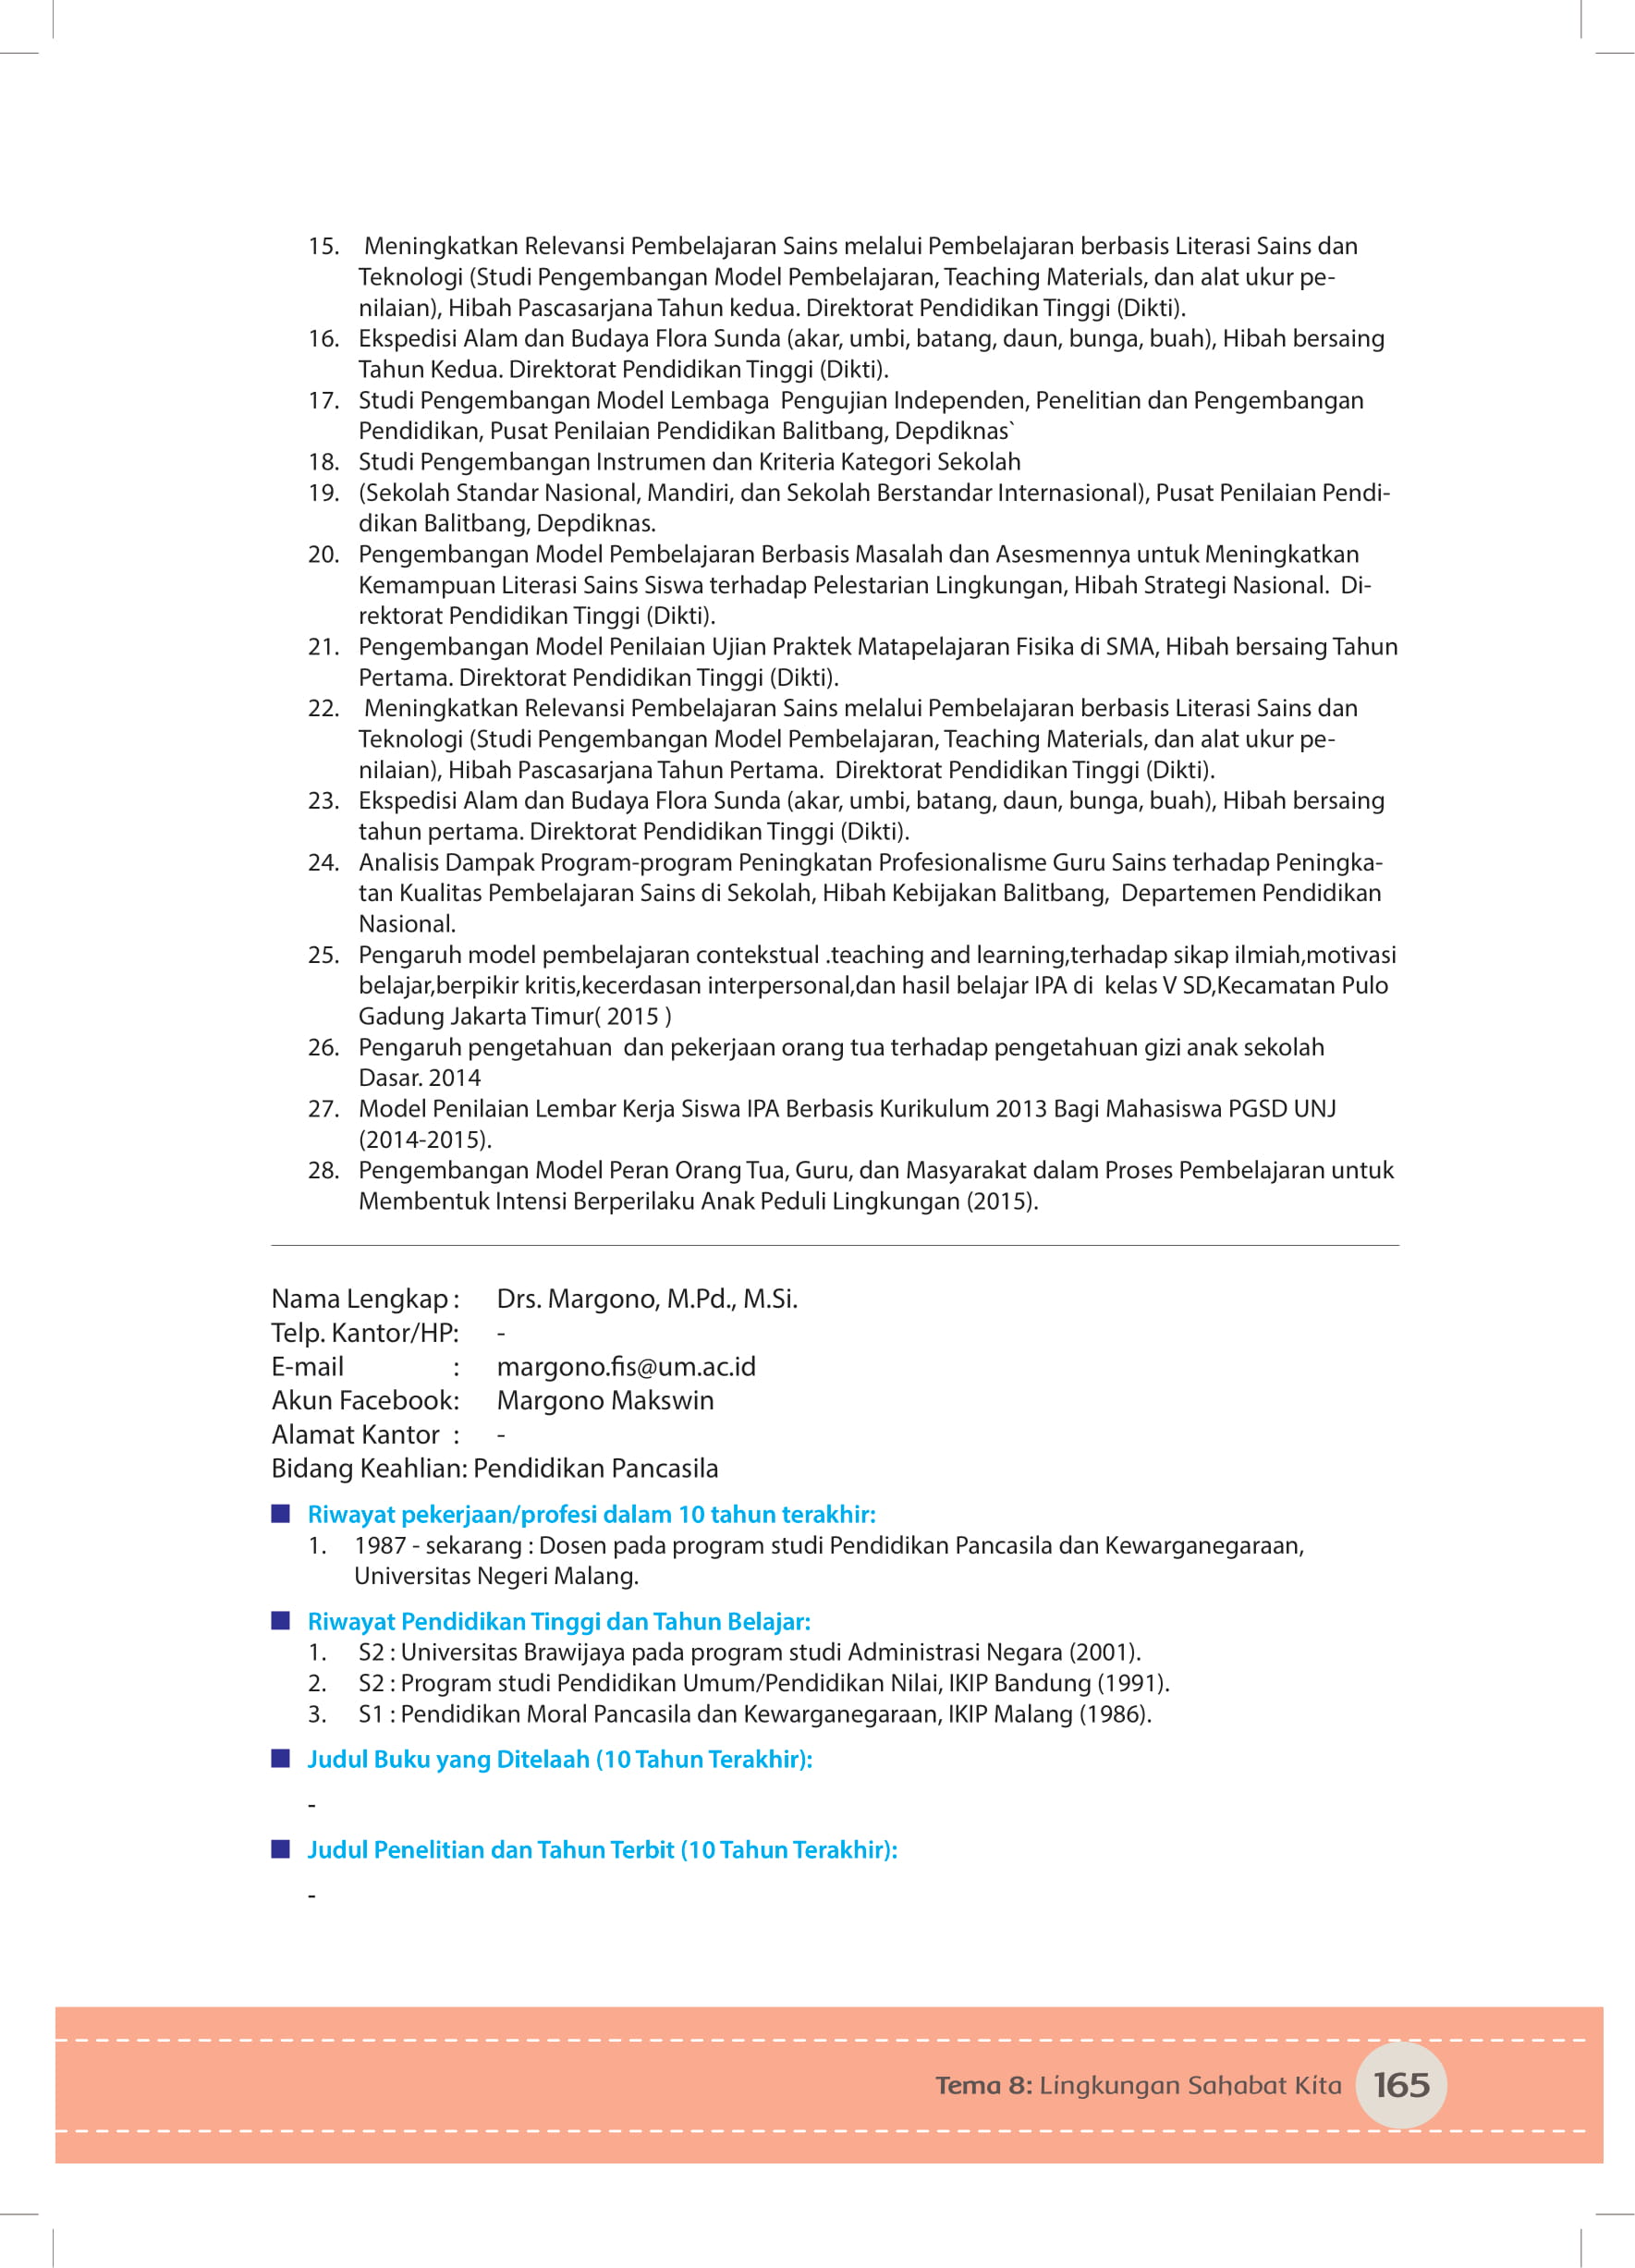 15. Meningkatkan Relevansi Pembelajaran Sains melalui Pembelajaran berbasis Literasi Sains dan
Teknologi (Studi Pengembangan Model Pembelajaran, Teaching Materials, dan alat ukur pe-
nilaian), Hibah Pascasarjana Tahun kedua. Direktorat Pendidikan Tinggi (Dikti).
16. Ekspedisi Alam dan Budaya Flora Sunda (akar, umbi, batang, daun, bunga, buah), Hibah bersaing
Tahun Kedua. Direktorat Pendidikan Tinggi (Dikti).
17. Studi Pengembangan Model Lembaga Pengujian Independen, Penelitian dan Pengembangan
Pendidikan, Pusat Penilaian Pendidikan Balitbang, Depdiknas`
18. Studi Pengembangan Instrumen dan Kriteria Kategori Sekolah
19. (Sekolah Standar Nasional, Mandiri, dan Sekolah Berstandar Internasional), Pusat Penilaian Pendi-
dikan Balitbang, Depdiknas.
20. Pengembangan Model Pembelajaran Berbasis Masalah dan Asesmennya untuk Meningkatkan
Kemampuan Literasi Sains Siswa terhadap Pelestarian Lingkungan, Hibah Strategi Nasional. Di-
rektorat Pendidikan Tinggi (Dikti).
21. Pengembangan Model Penilaian Ujian Praktek Matapelajaran Fisika di SMA, Hibah bersaing Tahun
Pertama. Direktorat Pendidikan Tinggi (Dikti).
22. Meningkatkan Relevansi Pembelajaran Sains melalui Pembelajaran berbasis Literasi Sains dan
Teknologi (Studi Pengembangan Model Pembelajaran, Teaching Materials, dan alat ukur pe-
nilaian), Hibah Pascasarjana Tahun Pertama. Direktorat Pendidikan Tinggi (Dikti).
23. Ekspedisi Alam dan Budaya Flora Sunda (akar, umbi, batang, daun, bunga, buah), Hibah bersaing
tahun pertama. Direktorat Pendidikan Tinggi (Dikti).
24. Analisis Dampak Program-program Peningkatan Profesionalisme Guru Sains terhadap Peningka-
tan Kualitas Pembelajaran Sains di Sekolah, Hibah Kebijakan Balitbang, Departemen Pendidikan
Nasional.
25. Pengaruh model pembelajaran contekstual .teaching and learning,terhadap sikap ilmiah,motivasi
belajar,berpikir kritis,kecerdasan interpersonal,dan hasil belajar IPA di kelas V SD,Kecamatan Pulo
Gadung Jakarta Timur( 2015 )
26. Pengaruh pengetahuan dan pekerjaan orang tua terhadap pengetahuan gizi anak sekolah
Dasar. 2014
27. Model Penilaian Lembar Kerja Siswa IPA Berbasis Kurikulum 2013 Bagi Mahasiswa PGSD UNJ
(2014-2015).
28. Pengembangan Model Peran Orang Tua, Guru, dan Masyarakat dalam Proses Pembelajaran untuk
Membentuk Intensi Berperilaku Anak Peduli Lingkungan (2015).
Nama Lengkap : Drs. Margono, M.Pd., M.Si.
Telp. Kantor/HP: -
E-mail : margono.fis@um.ac.id
Akun Facebook: Margono Makswin
Alamat Kantor : -
Bidang Keahlian: Pendidikan Pancasila
Riwayat pekerjaan/profesi dalam 10 tahun terakhir:
1. 1987 - sekarang : Dosen pada program studi Pendidikan Pancasila dan Kewarganegaraan,
Universitas Negeri Malang.
Riwayat Pendidikan Tinggi dan Tahun Belajar:
1. S2 : Universitas Brawijaya pada program studi Administrasi Negara (2001).
2. S2 : Program studi Pendidikan Umum/Pendidikan Nilai, IKIP Bandung (1991).
3. S1 : Pendidikan Moral Pancasila dan Kewarganegaraan, IKIP Malang (1986).
Judul Buku yang Ditelaah (10 Tahun Terakhir):
-
Judul Penelitian dan Tahun Terbit (10 Tahun Terakhir):
-
Tema 8: Lingkungan Sahabat Kita 165